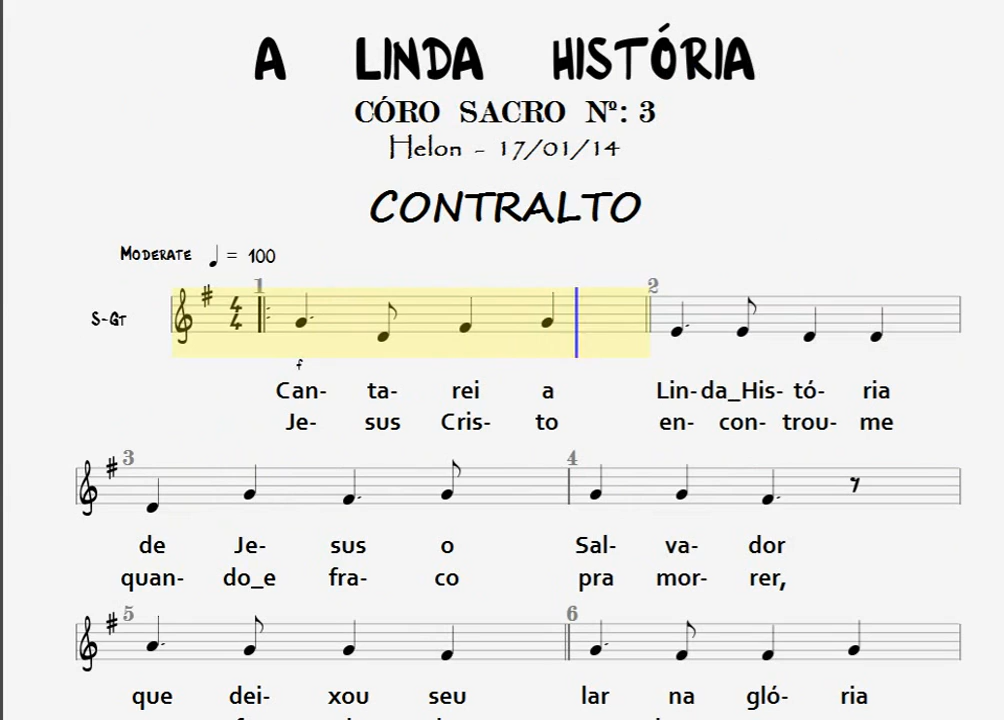 A LINDA HISTÓRIA
CÓRO SACRO Nº: 3
Helon - 17/01/14
CONTRALTO
Moderate ♩ = 100
1 2
S-Gt
4
4
f
Can- ta- rei a Lin- da_His- tó- ria
Je- sus Cris- to en- con- trou- me
3 4
de Je- sus o Sal- va- dor
quan- do_e fra- co pra mor- rer,
5 6
que dei- xou seu lar na gló- ria